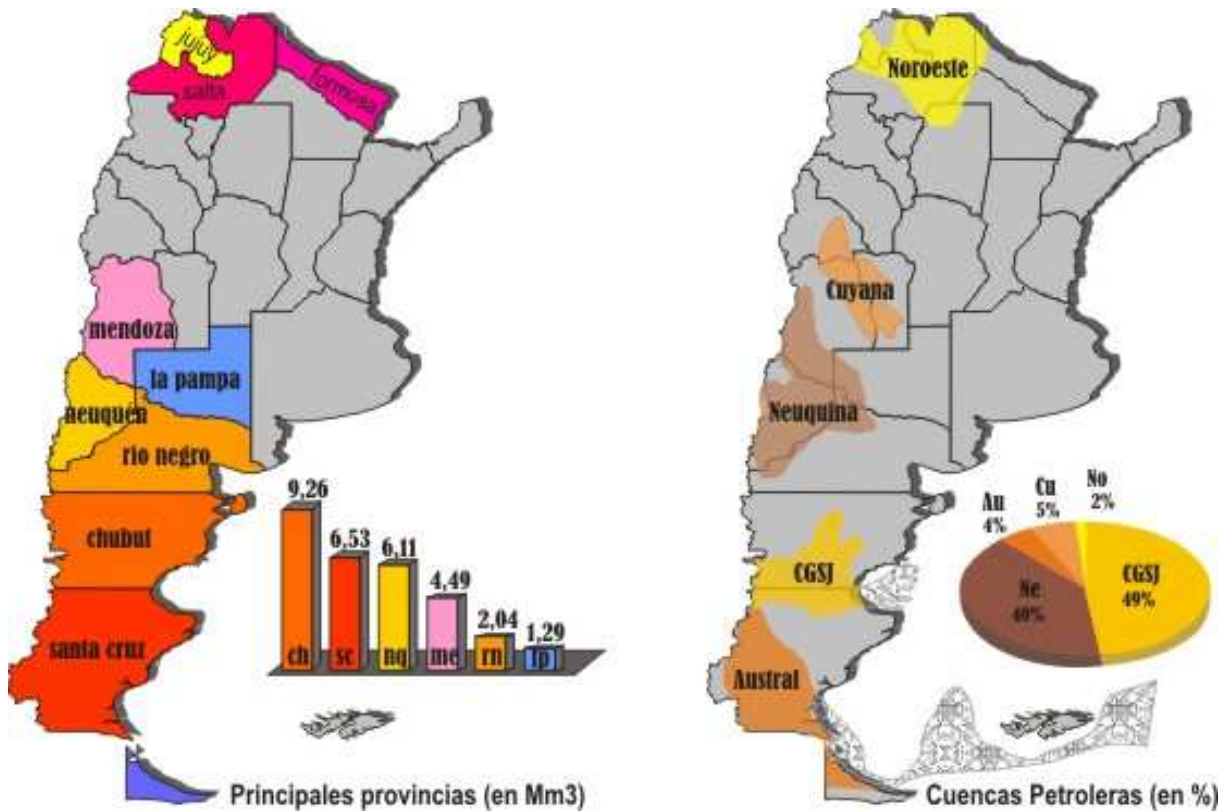 jujuy
salta
formosa
mendoza
la pampa
neuquén
rio negro
chubut
santa cruz
9,26
6,53
6,11
4,49
2,04
1,29
ch
sc
nq
me
rn
lp
Principales provincias (en Mm3)
Noroeste
Cuyana
Neuquina
CGSJ
Austral
Au
4%
Cu
5%
No
2%
Ne
40%
CGSJ
49%
Cuencas Petroleras (en %)